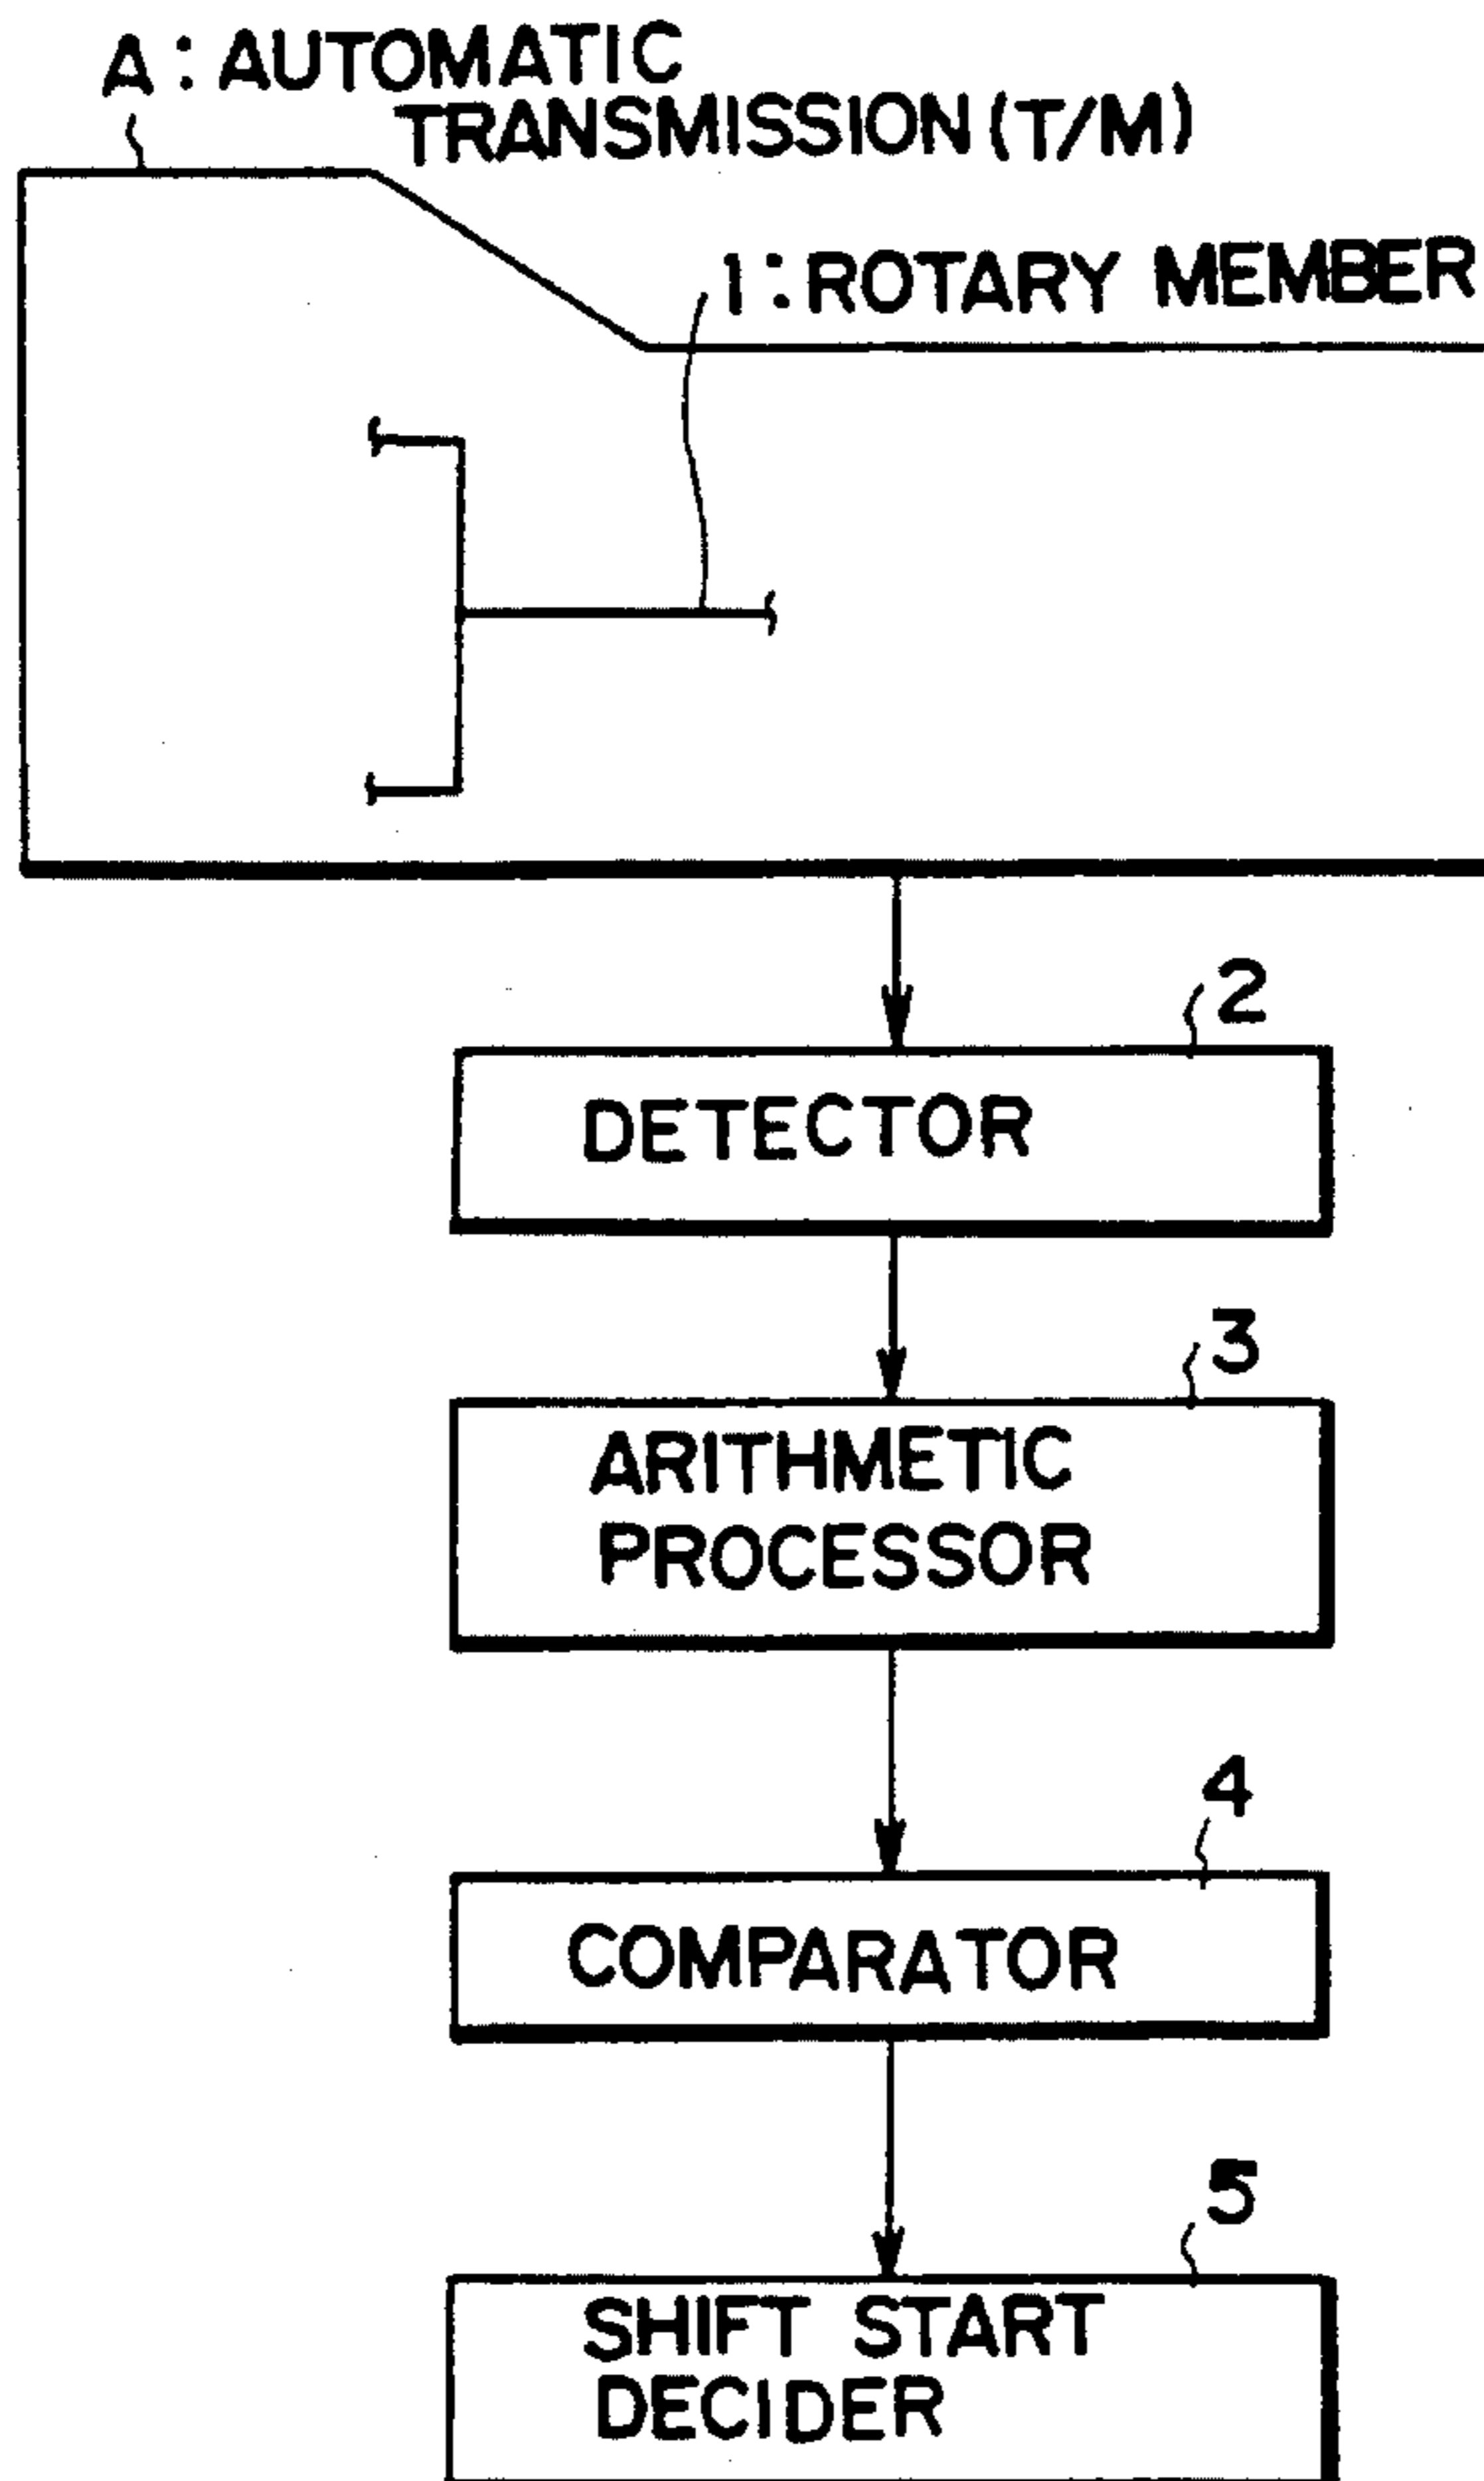 A: AUTOMATIC
TRANSMISSION (T/M)
1: ROTARY MEMBER
2
DETECTOR
3
ARITHMETIC
PROCESSOR
4
COMPARATOR
5
SHIFT START
DECIDER